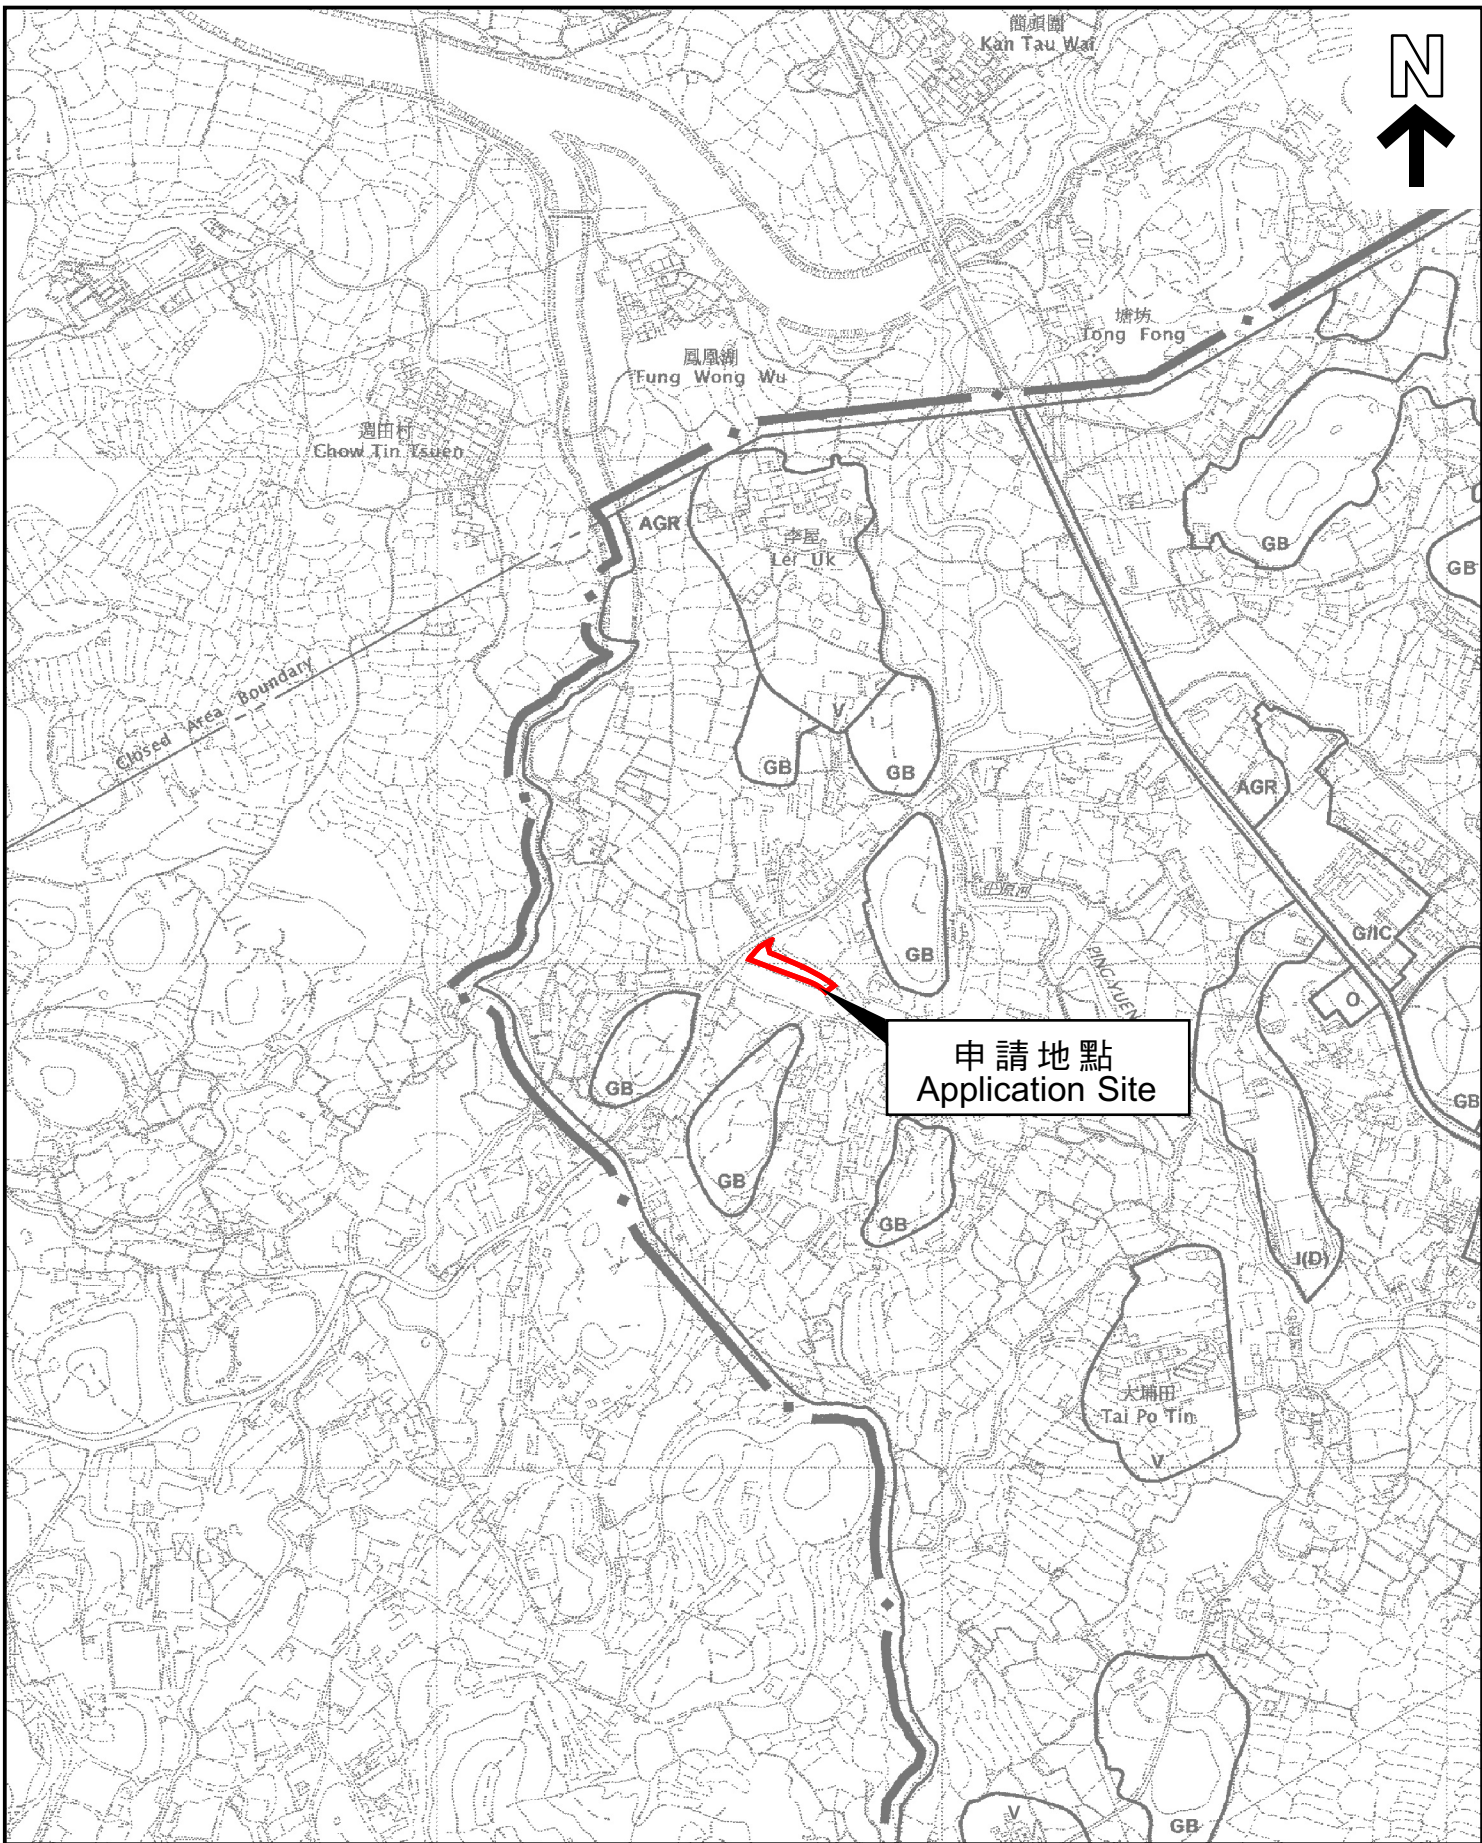 簡頭圍
Kan Tau Wai
N
塘坊
Tong Fong
鳳凰湖
Fung Wong Wu
週田村
Chow Tin Tsuen
AGR
李屋
Lei Uk
GB
GB
Closed Area Boundary
V
GB
GB
AGR
GB
G/IC
PING YUEN
O
申請地點
Application Site
GB
GB
GB
GB
I(D)
大埔田
Tai Po Tin
V
V
GB